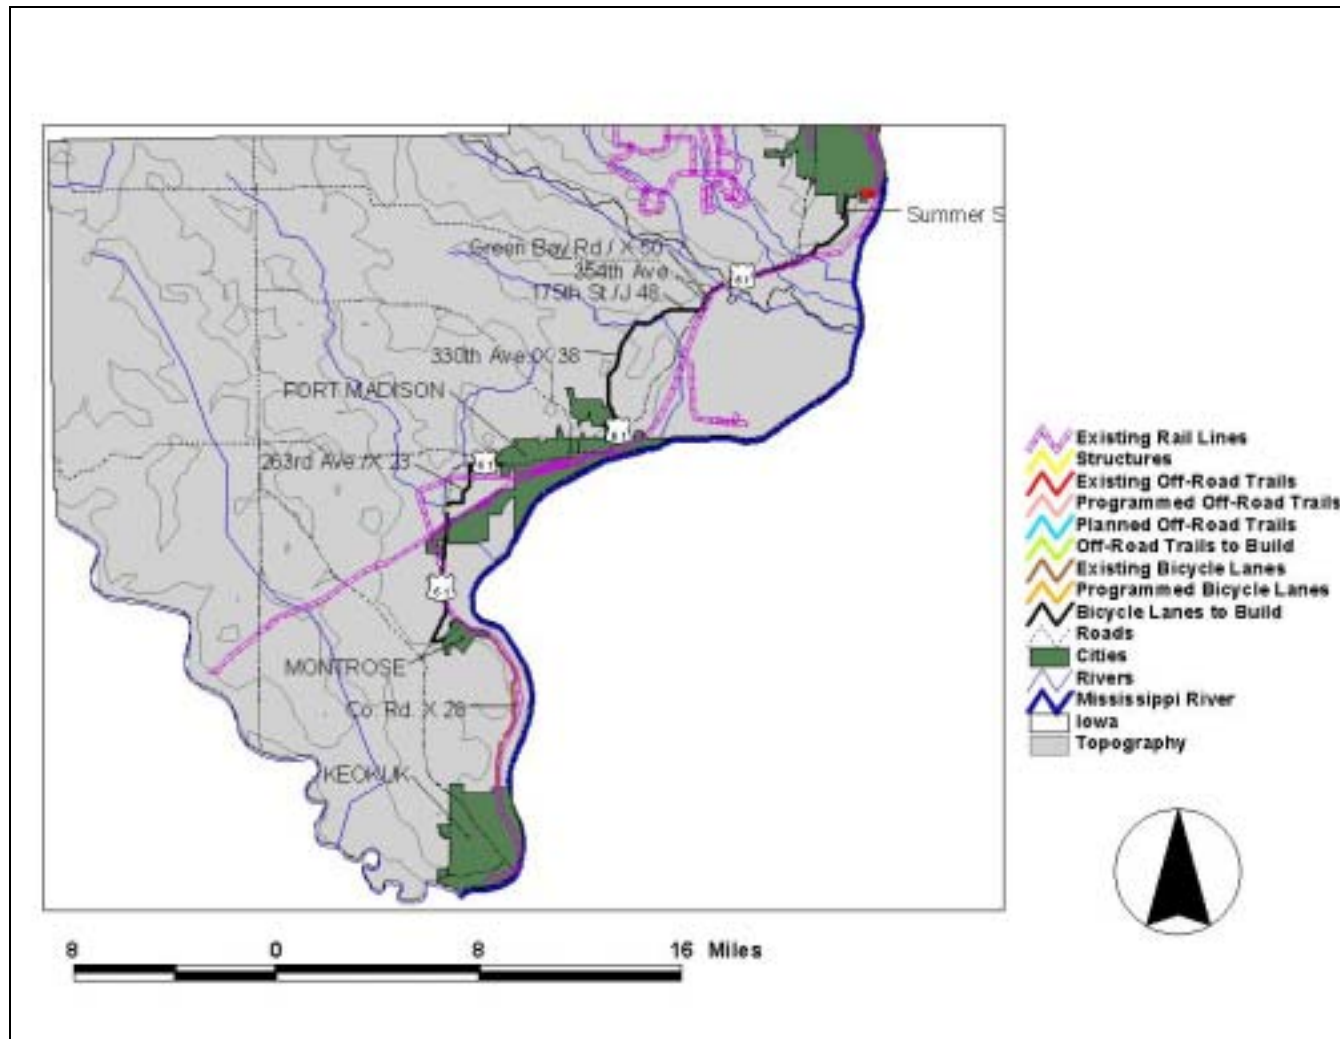 Summer S
Green Bay Rd / X 50
354th Ave
175th St / J 48
61
330th Ave / X 38
FORT MADISON
61
263rd Ave / X 23
61
61
MONTROSE
Co. Rd. X 28
KEOKUK
Existing Rail Lines
Structures
Existing Off-Road Trails
Programmed Off-Road Trails
Planned Off-Road Trails
Off-Road Trails to Build
Existing Bicycle Lanes
Programmed Bicycle Lanes
Bicycle Lanes to Build
Roads
Cities
Rivers
Mississippi River
Iowa
Topography
8 0 8 16 Miles